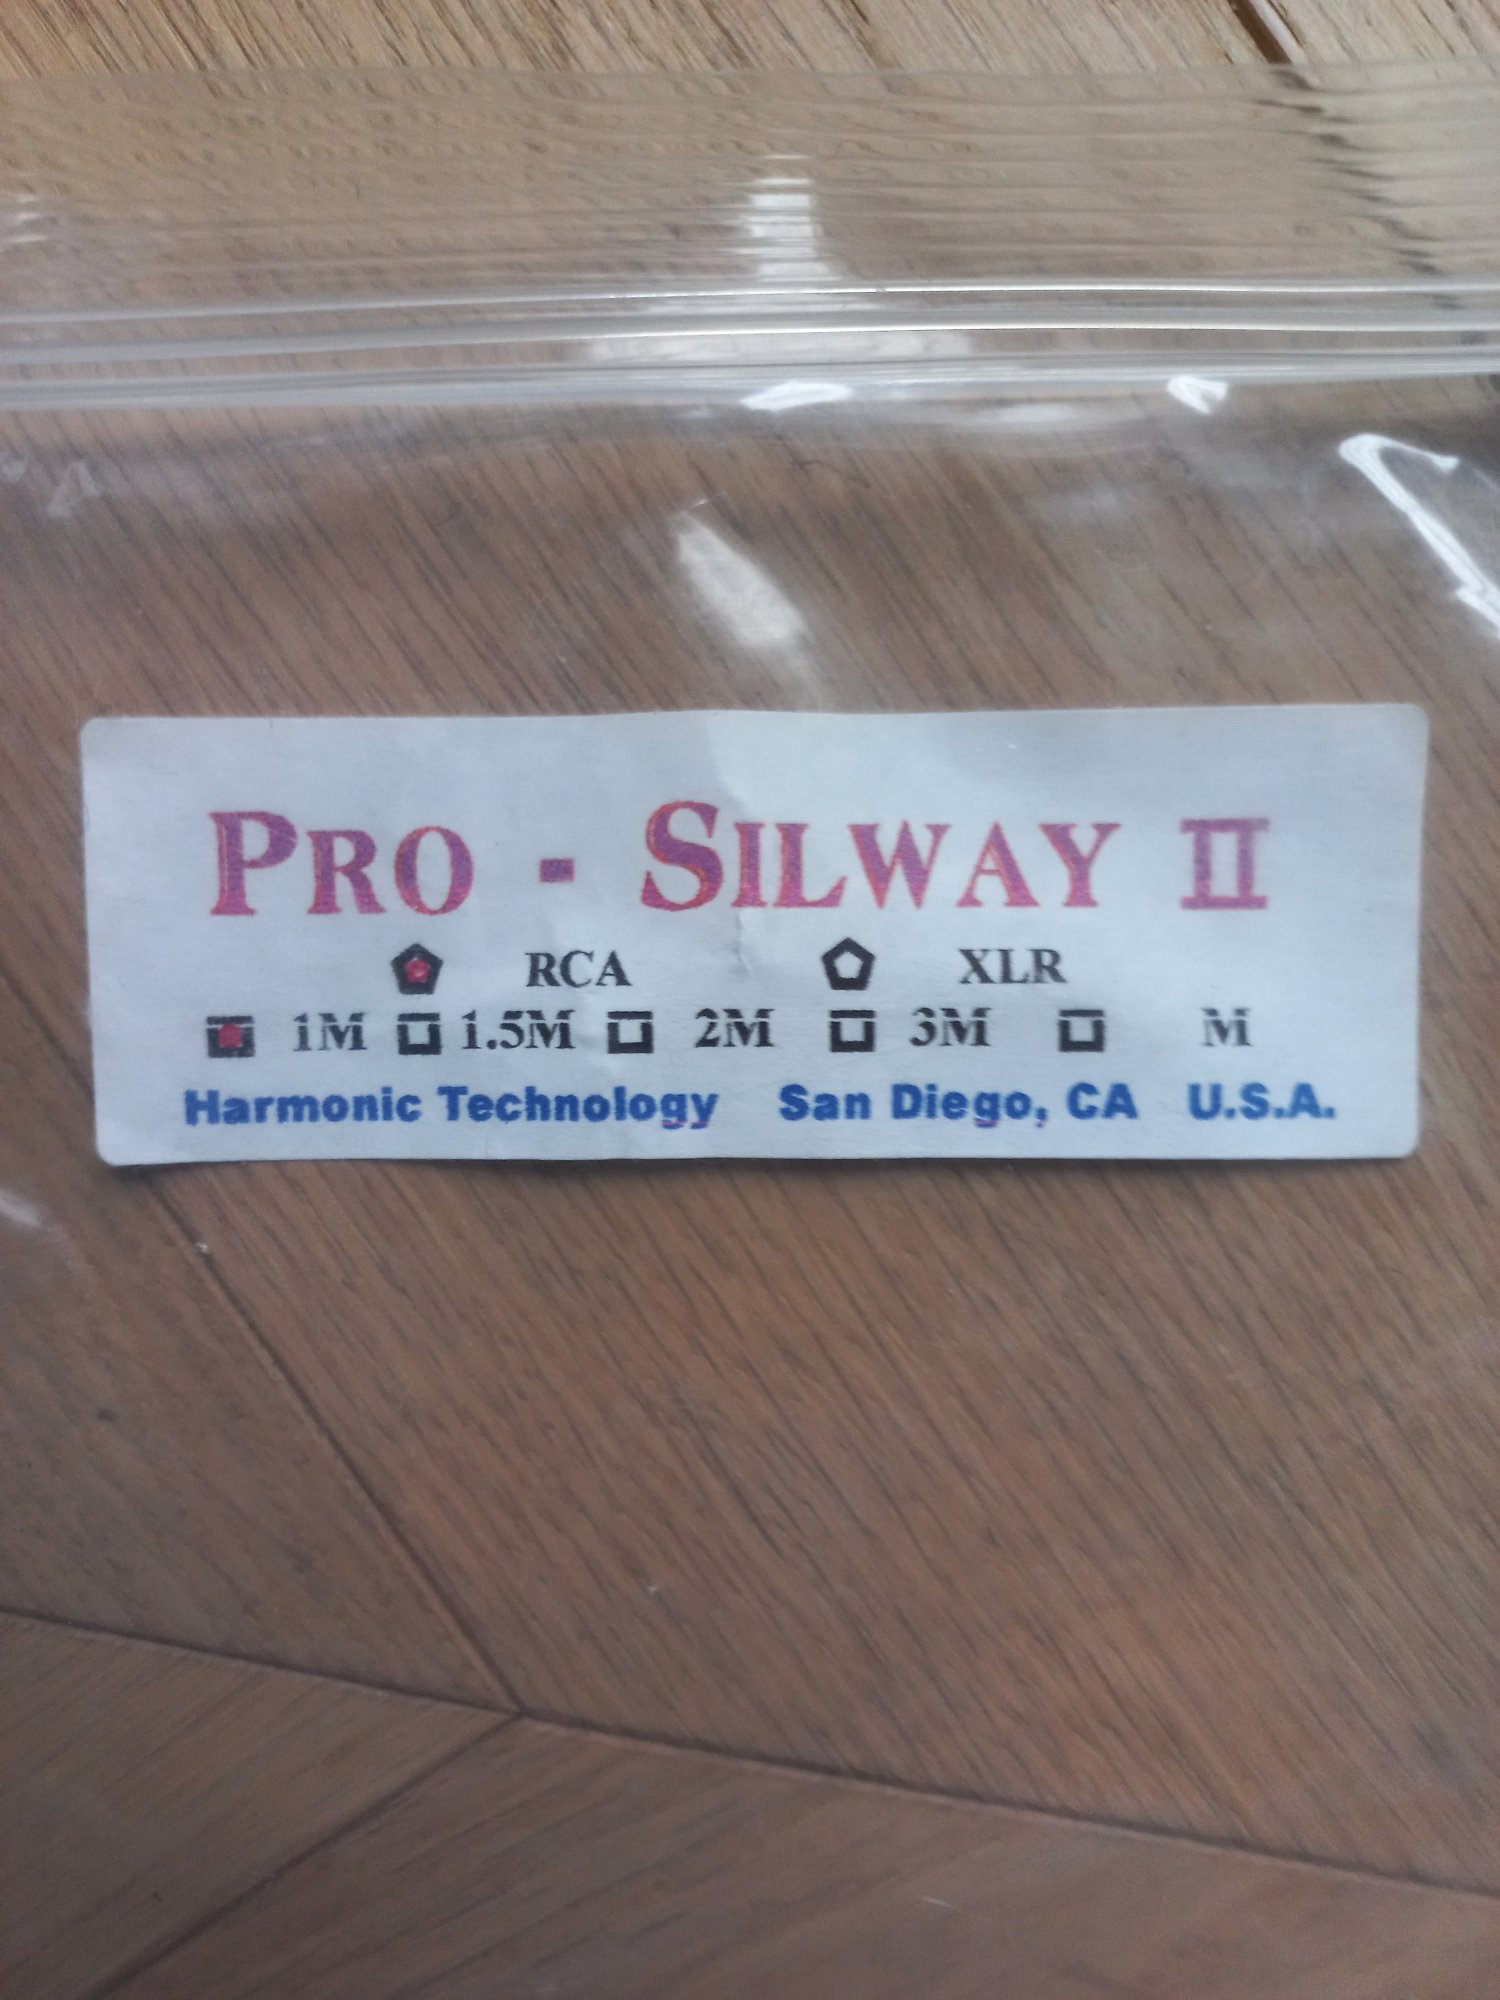 PRO - SILWAY II
RCA XLR
1M 1.5M 2M 3M M
Harmonic Technology San Diego, CA U.S.A.